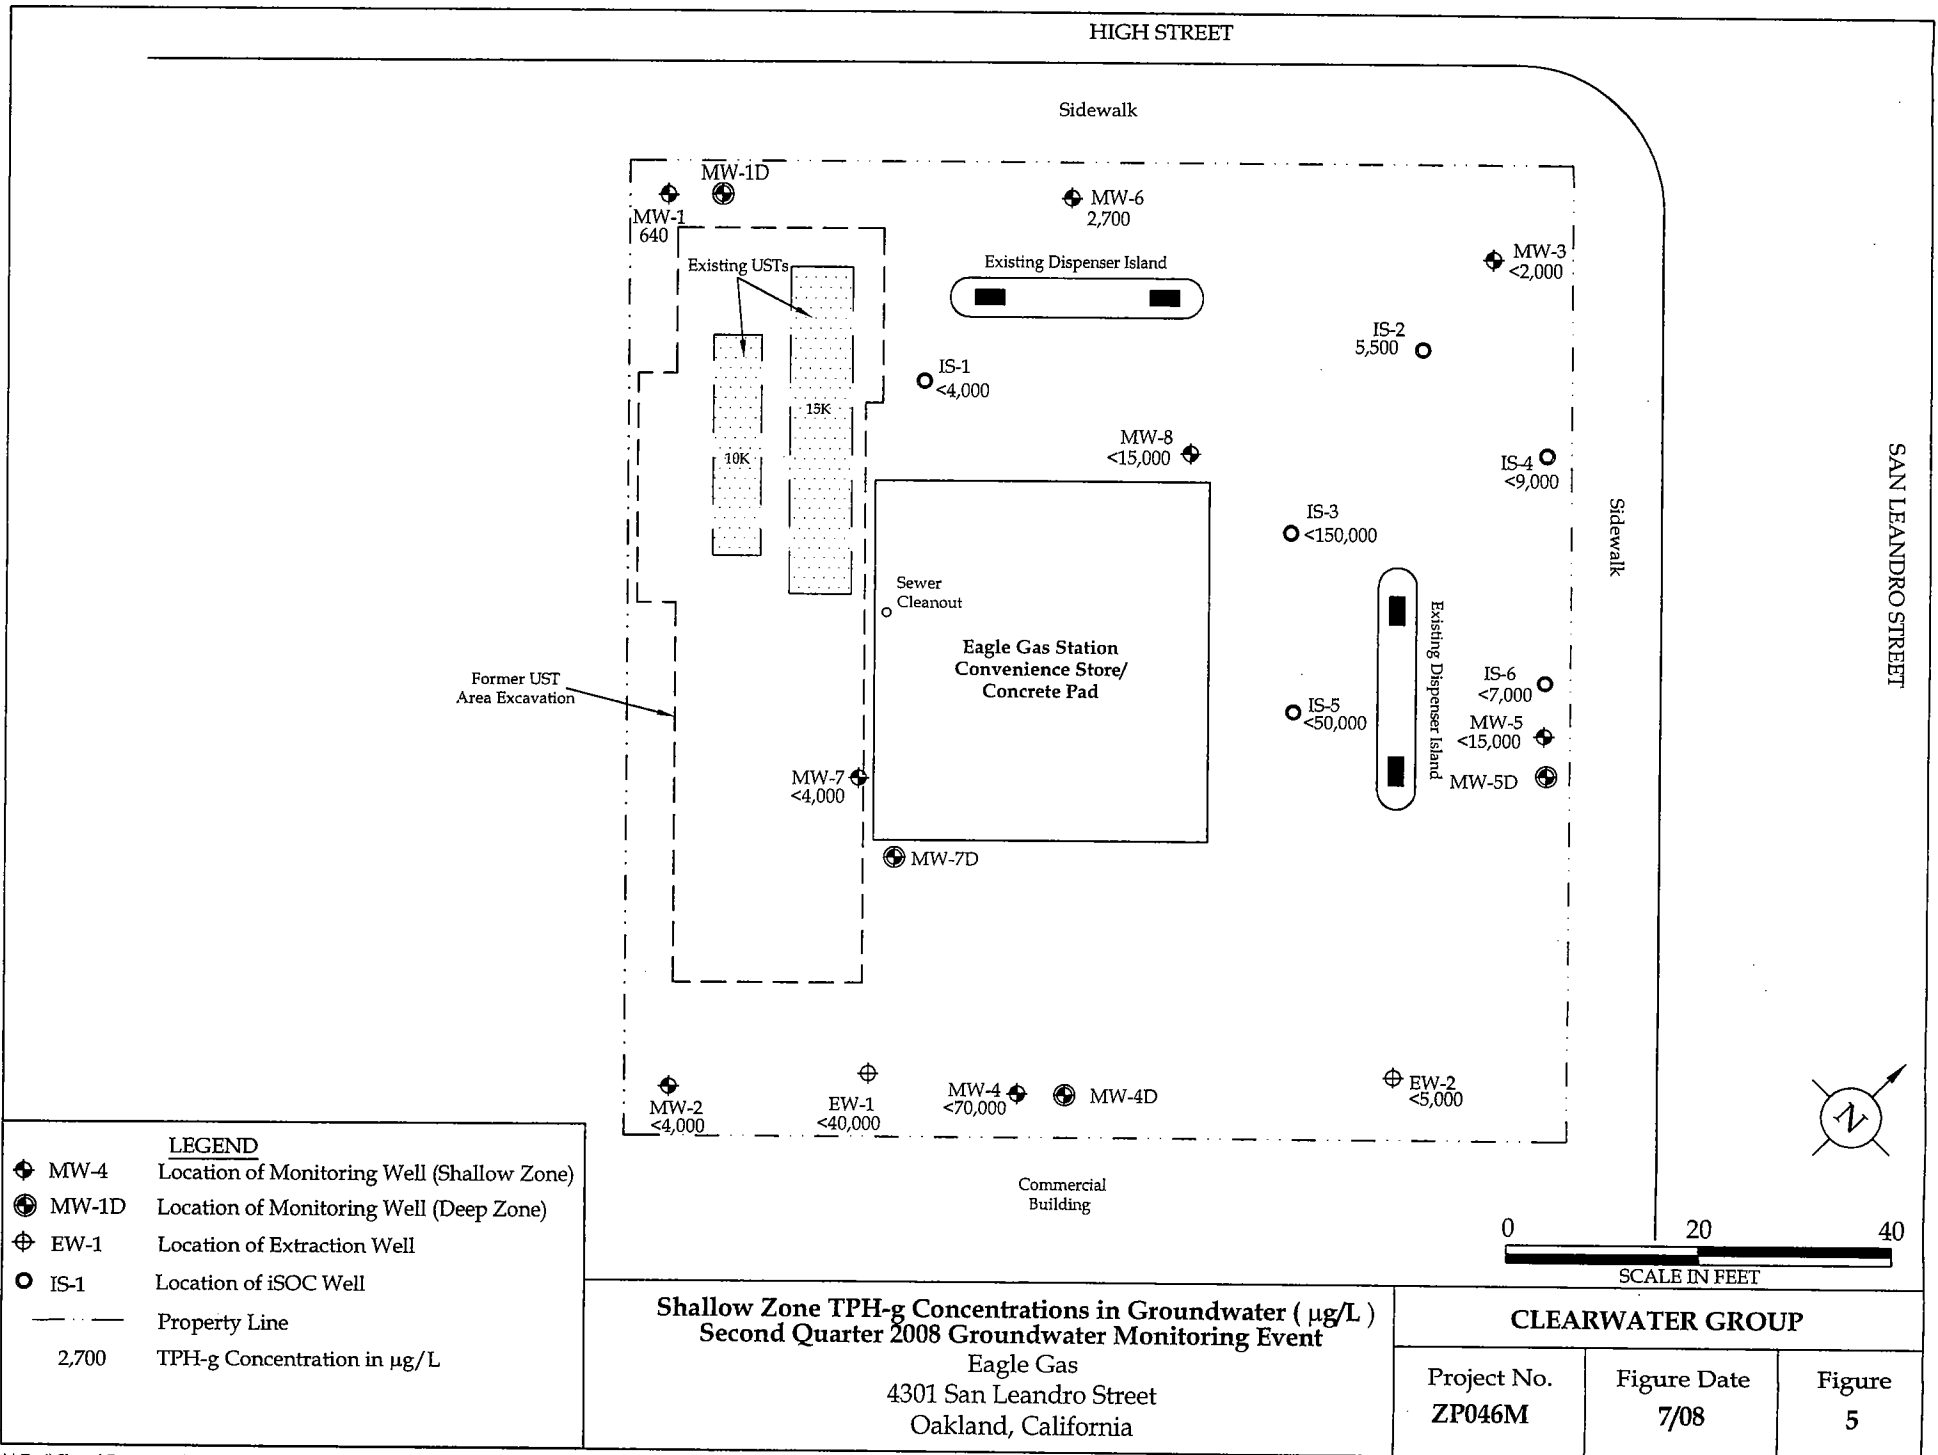 HIGH STREET
Sidewalk
MW-1D
MW-1
640
MW-6
2,700
MW-3
<2,000
Existing USTs
Existing Dispenser Island
IS-2
5,500
IS-1
<4,000
15K
10K
MW-8
<15,000
IS-4
<9,000
IS-3
<150,000
Sidewalk
SAN LEANDRO STREET
Sewer
Cleanout
Eagle Gas Station
Convenience Store/
Concrete Pad
Existing Dispenser Island
Former UST
Area Excavation
IS-6
<7,000
IS-5
<50,000
MW-5
<15,000
MW-5D
MW-7
<4,000
MW-7D
MW-2
<4,000
EW-1
<40,000
MW-4
<70,000
MW-4D
EW-2
<5,000
N
Commercial
Building
LEGEND
MW-4 Location of Monitoring Well (Shallow Zone)
MW-1D Location of Monitoring Well (Deep Zone)
EW-1 Location of Extraction Well
IS-1 Location of iSOC Well
Property Line
2,700 TPH-g Concentration in µg/L
0 20 40
SCALE IN FEET
Shallow Zone TPH-g Concentrations in Groundwater ( µg/L )
Second Quarter 2008 Groundwater Monitoring Event
Eagle Gas
4301 San Leandro Street
Oakland, California
CLEARWATER GROUP
Project No.
ZP046M
Figure Date
7/08
Figure
5